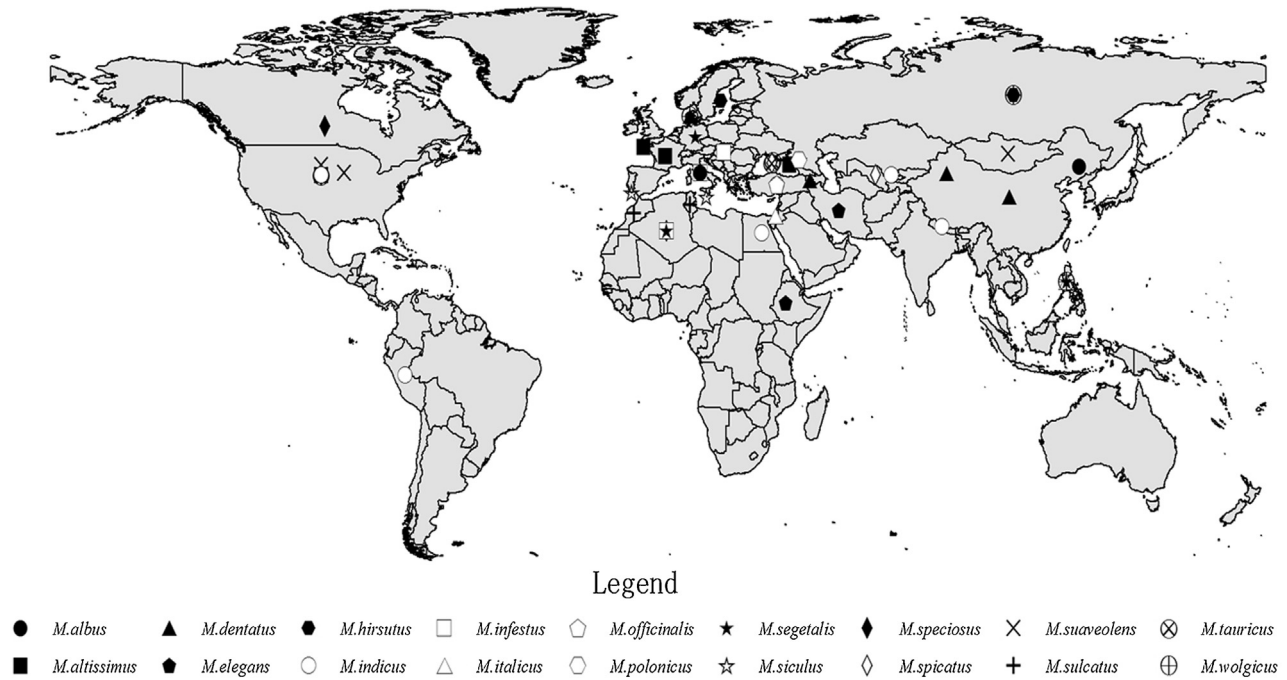 Legend
M.albus M.dentatus M.hirsutus M.infestus M.officinalis M.segetalis M.speciosus M.suaveolens M.tauricus
M.altissimus M.elegans M.indicus M.italicus M.polonicus M.siculus M.spicatus M.sulcatus M.wolgicus